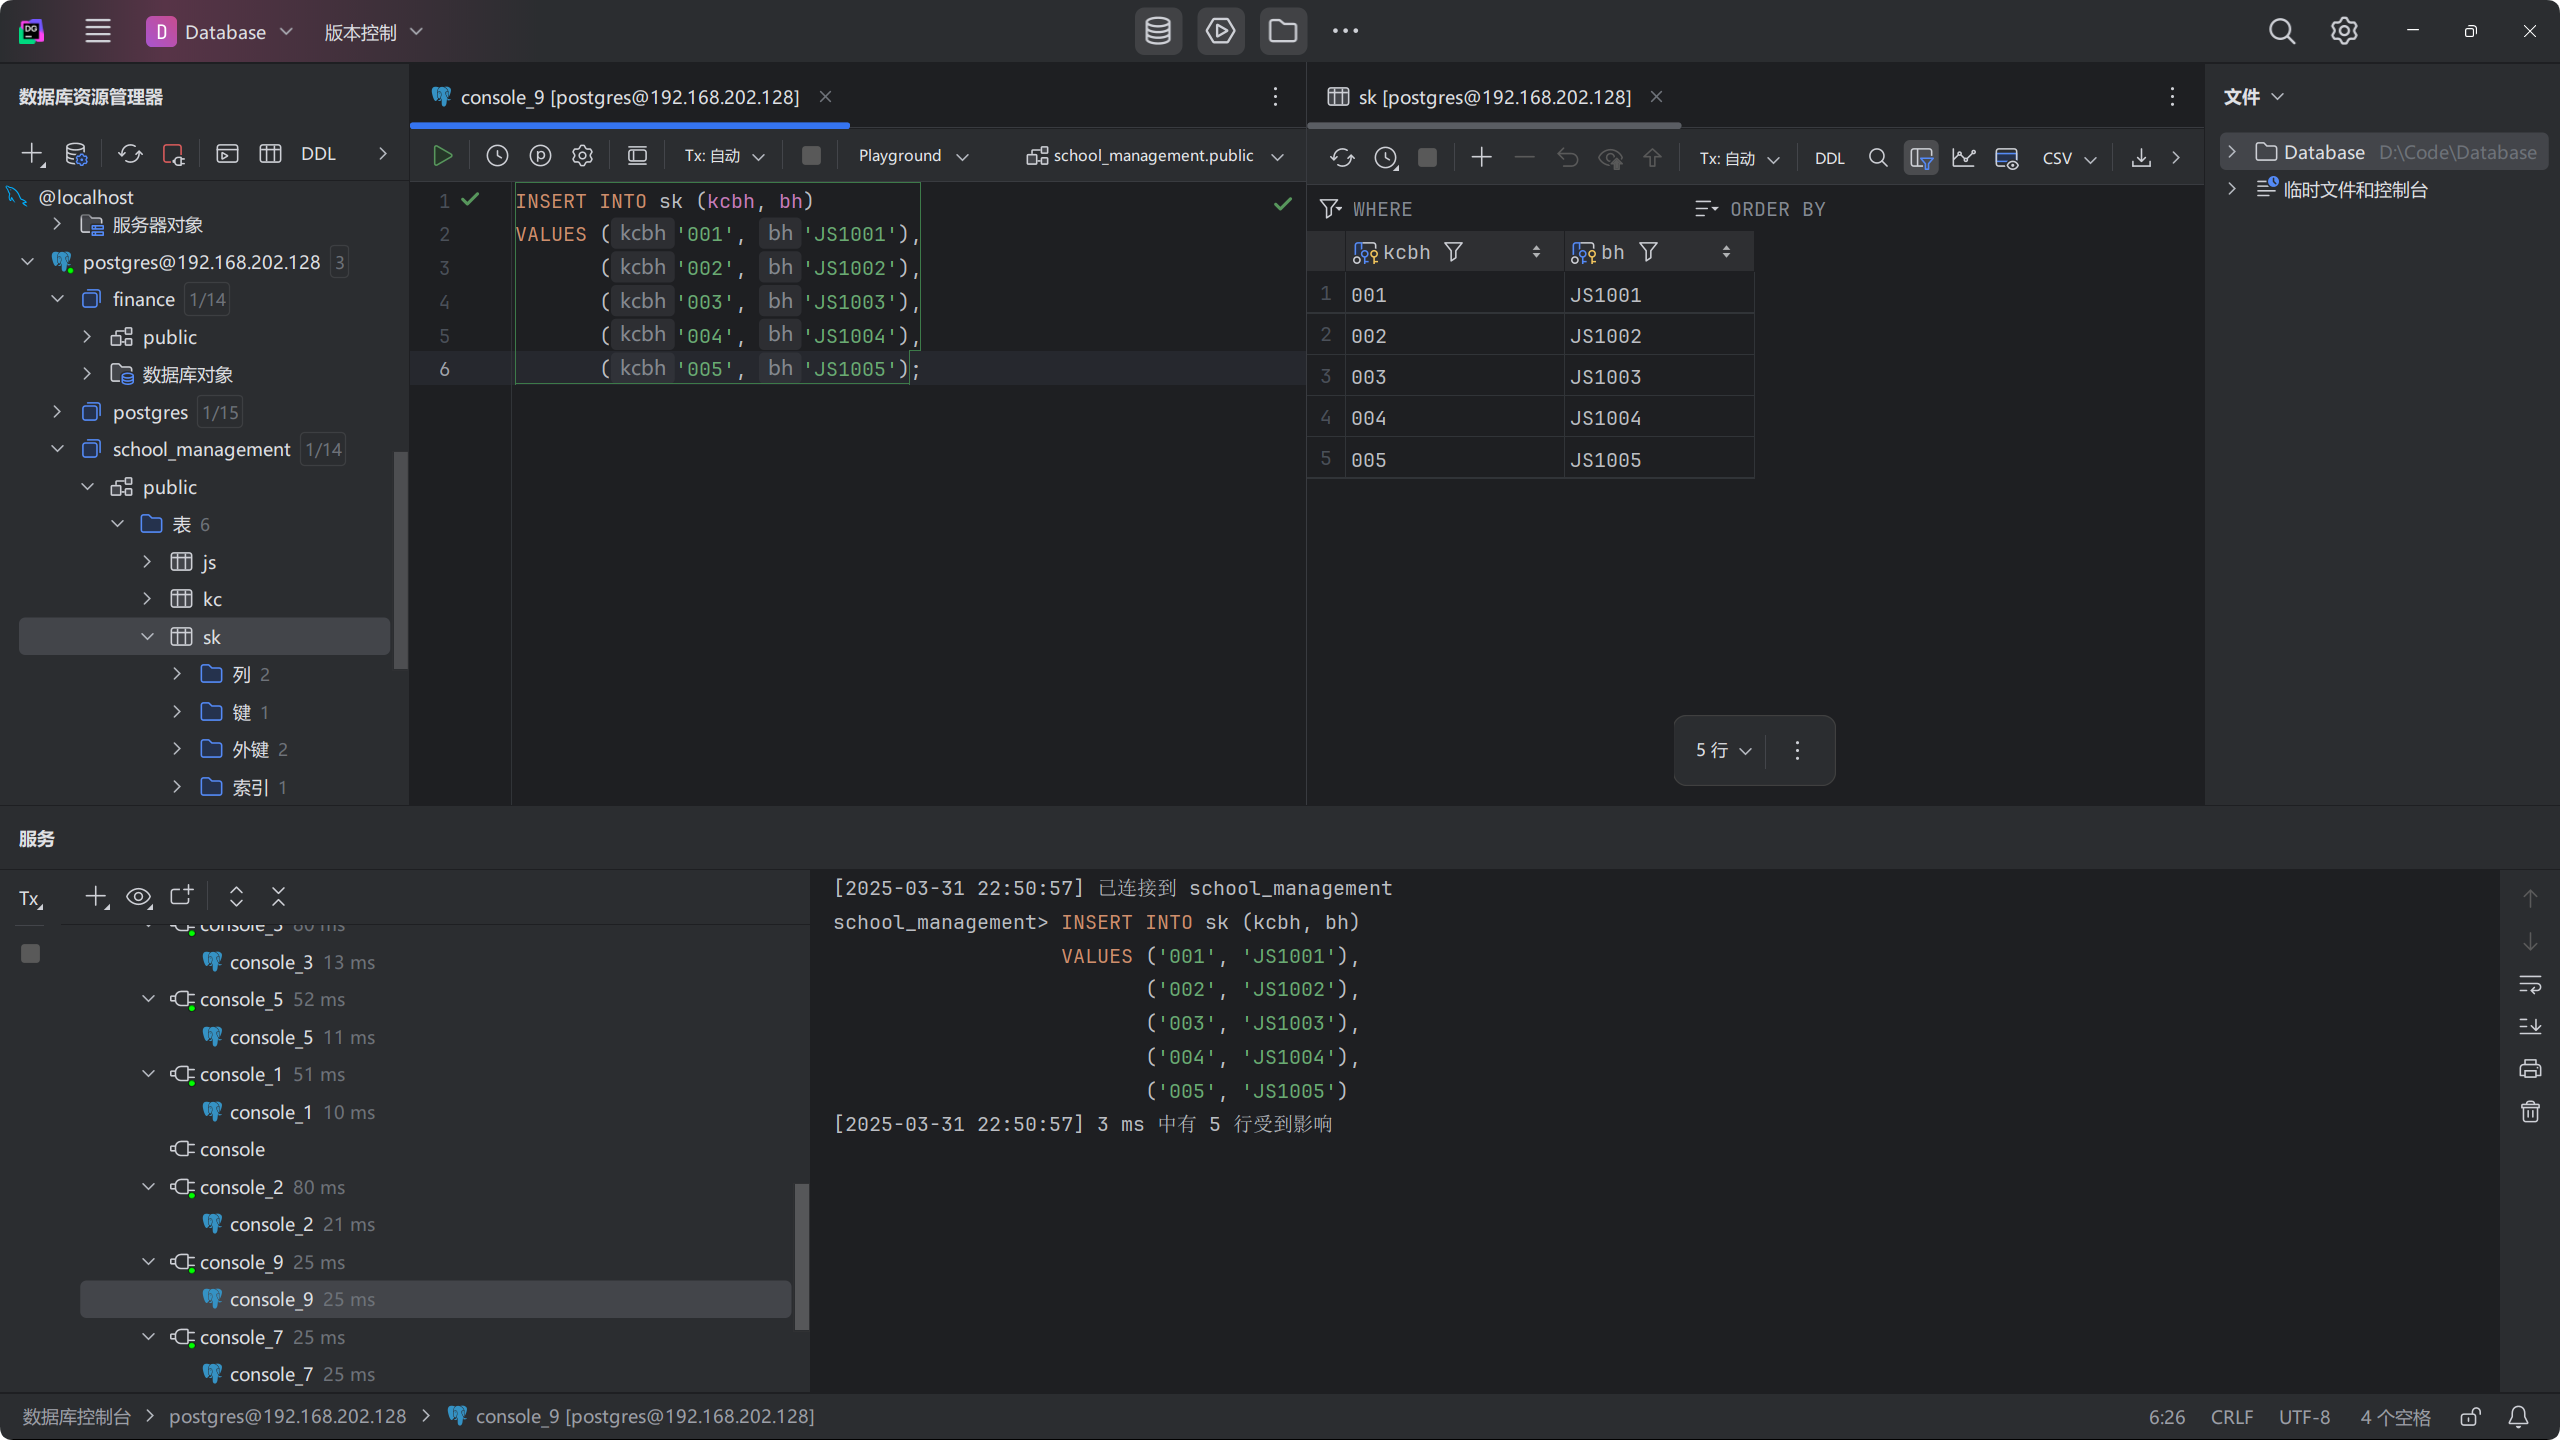 D Database 版本控制
数据库资源管理器
DDL
@localhost
服务器对象
postgres@192.168.202.128 3
finance 1/14
public
数据库对象
postgres 1/15
school_management 1/14
public
表 6
js
kc
sk
列 2
键 1
外键 2
索引 1
console_9 [postgres@192.168.202.128]
Tx: 自动 Playground school_management.public
1 INSERT INTO sk (kcbh, bh)
2 VALUES ( kcbh '001', bh 'JS1001'),
3 ( kcbh '002', bh 'JS1002'),
4 ( kcbh '003', bh 'JS1003'),
5 ( kcbh '004', bh 'JS1004'),
6 ( kcbh '005', bh 'JS1005');
sk [postgres@192.168.202.128]
Tx: 自动 DDL CSV
WHERE ORDER BY
kcbh bh
1 001 JS1001
2 002 JS1002
3 003 JS1003
4 004 JS1004
5 005 JS1005
5 行
文件
Database D:\Code\Database
临时文件和控制台
服务
Tx
console_3 80 ms
console_3 13 ms
console_5 52 ms
console_5 11 ms
console_1 51 ms
console_1 10 ms
console
console_2 80 ms
console_2 21 ms
console_9 25 ms
console_9 25 ms
console_7 25 ms
console_7 25 ms
[2025-03-31 22:50:57] 已连接到 school_management
school_management> INSERT INTO sk (kcbh, bh)
VALUES ('001', 'JS1001'),
('002', 'JS1002'),
('003', 'JS1003'),
('004', 'JS1004'),
('005', 'JS1005')
[2025-03-31 22:50:57] 3 ms 中有 5 行受到影响
数据库控制台 postgres@192.168.202.128 console_9 [postgres@192.168.202.128]
6:26 CRLF UTF-8 4 个空格